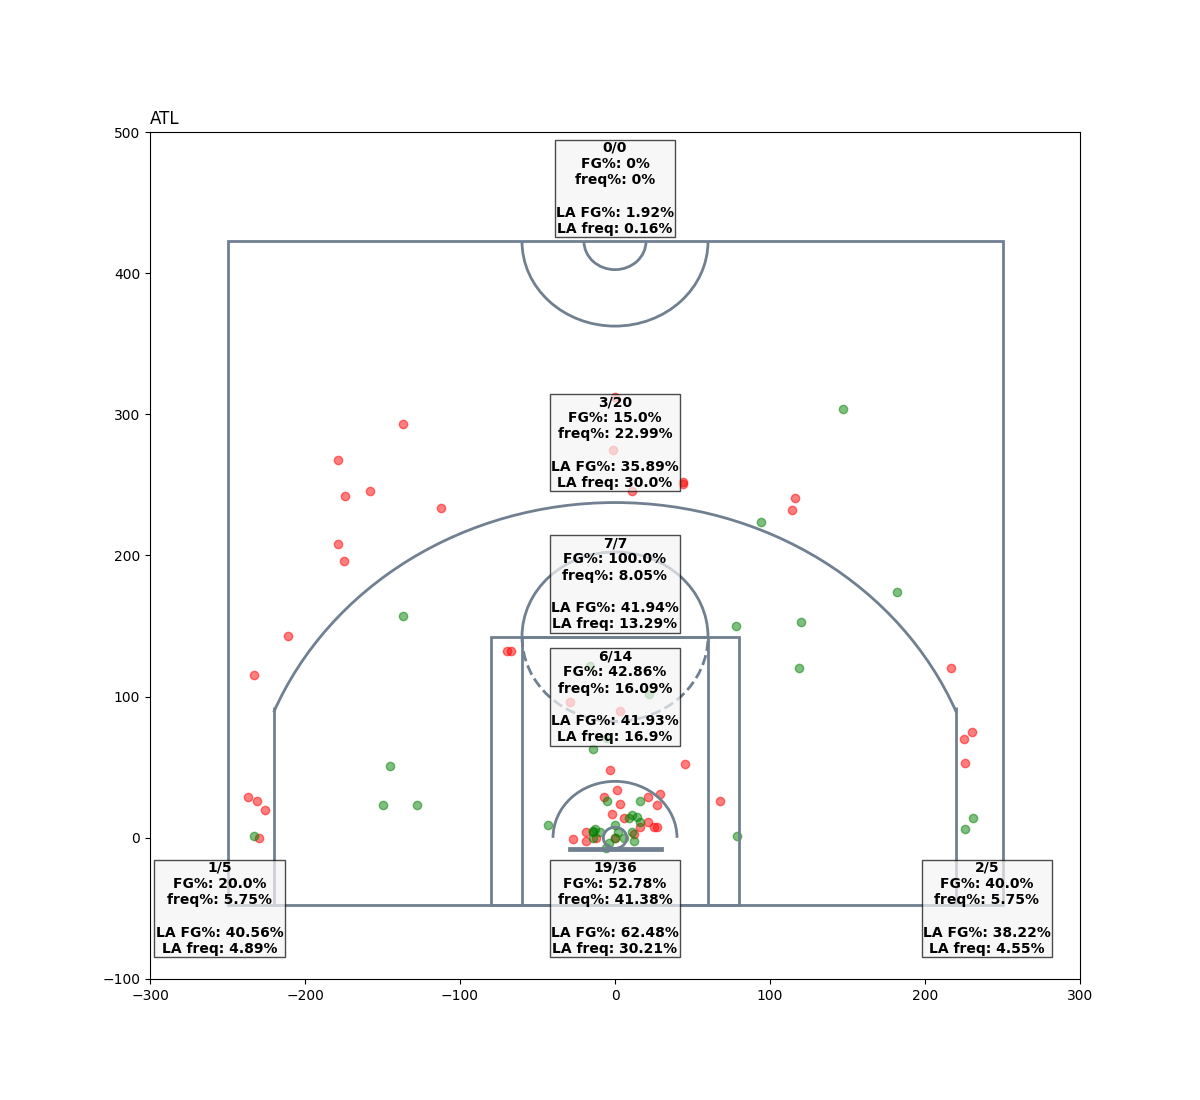 ATL
500
0/0
FG%: 0%
freq%: 0%
LA FG%: 1.92%
LA freq: 0.16%
400
300
3/20
FG%: 15.0%
freq%: 22.99%
LA FG%: 35.89%
LA freq: 30.0%
200
7/7
FG%: 100.0%
freq%: 8.05%
LA FG%: 41.94%
LA freq: 13.29%
6/14
FG%: 42.86%
freq%: 16.09%
LA FG%: 41.93%
LA freq: 16.9%
100
0
1/5
FG%: 20.0%
freq%: 5.75%
LA FG%: 40.56%
LA freq: 4.89%
19/36
FG%: 52.78%
freq%: 41.38%
LA FG%: 62.48%
LA freq: 30.21%
2/5
FG%: 40.0%
freq%: 5.75%
LA FG%: 38.22%
LA freq: 4.55%
−100
−300 −200 −100 0 100 200 300